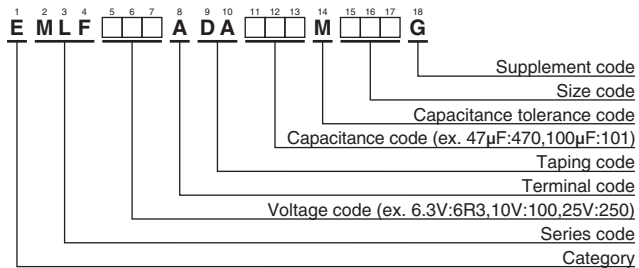 1 2 3 4 5 6 7 8 9 10 11 12 13 14 15 16 17 18
E M L F A D A M G
Supplement code
Size code
Capacitance tolerance code
Capacitance code (ex. 47μF:470,100μF:101)
Taping code
Terminal code
Voltage code (ex. 6.3V:6R3,10V:100,25V:250)
Series code
Category